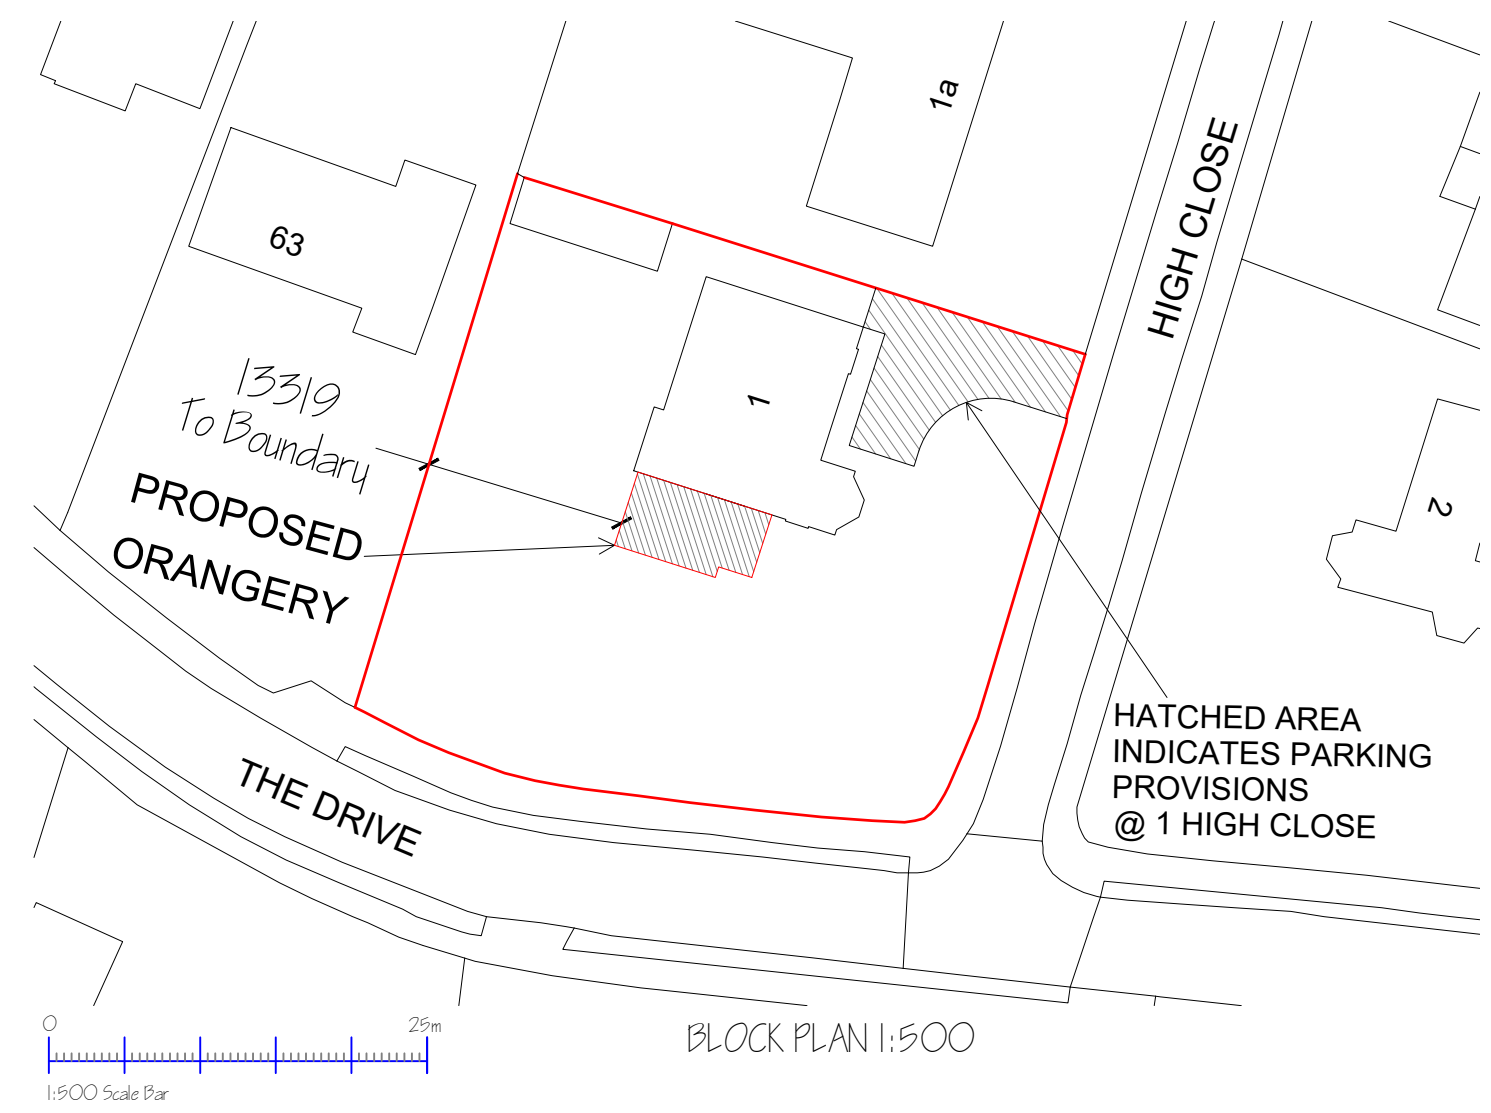 1a
HIGH CLOSE
63
13319
To Boundary
1
PROPOSED
ORANGERY
2
HATCHED AREA
INDICATES PARKING
PROVISIONS
@ 1 HIGH CLOSE
THE DRIVE
0 25m
1:500 Scale Bar
BLOCK PLAN 1:500